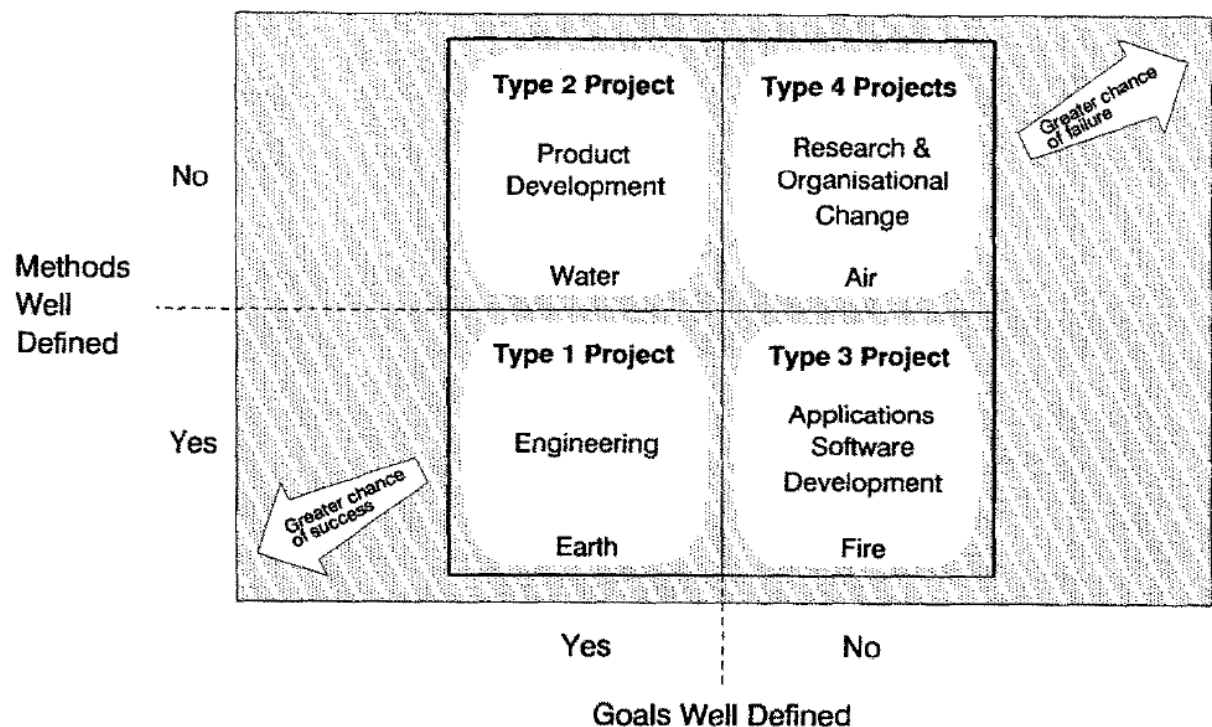 Type 2 Project
Product
Development
Water
Type 4 Projects
Research &
Organisational
Change
Air
Greater chance
of failure
No
Methods
Well
Defined
Yes
Type 1 Project
Engineering
Earth
Type 3 Project
Applications
Software
Development
Fire
Greater chance
of success
Yes
No
Goals Well Defined